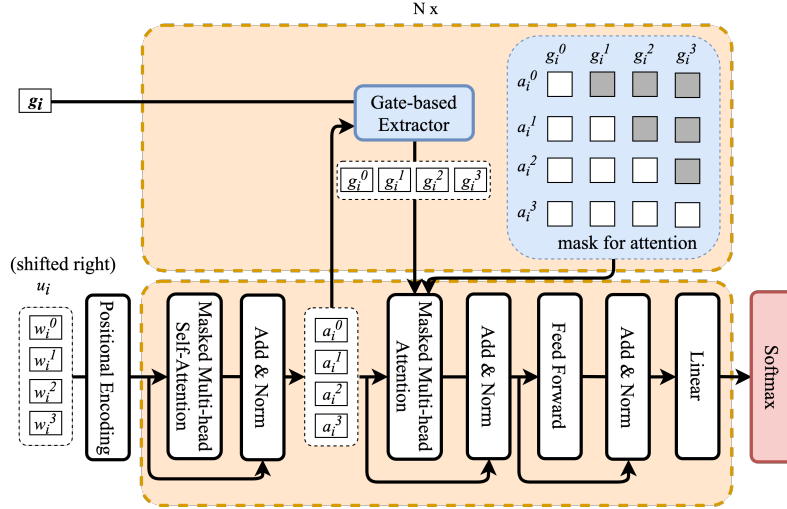 N x
g_i^0 g_i^1 g_i^2 g_i^3
a_i^0
a_i^1
a_i^2
a_i^3
mask for attention
g_i
Gate-based
Extractor
g_i^0 g_i^1 g_i^2 g_i^3
(shifted right)
u_i
w_i^0
w_i^1
w_i^2
w_i^3
Positional Encoding
Masked Multi-head
Self-Attention
Add & Norm
a_i^0
a_i^1
a_i^2
a_i^3
Masked Multi-head
Attention
Add & Norm
Feed Forward
Add & Norm
Linear
Softmax